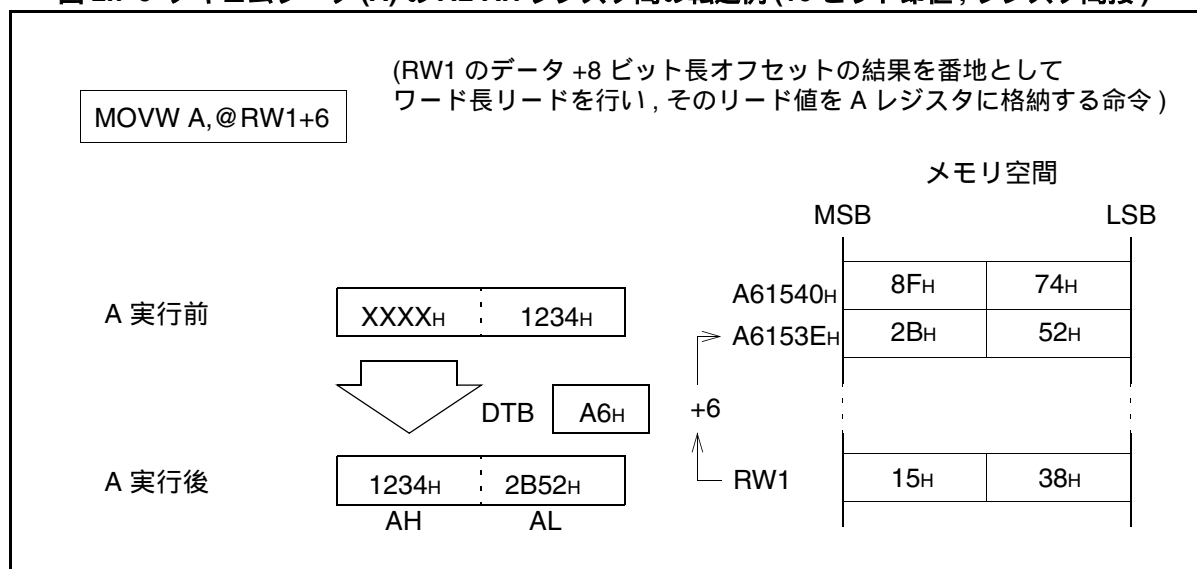 (RW1 のデータ +8 ビット長オフセットの結果を番地として
ワード長リードを行い , そのリード値を A レジスタに格納する命令 )
MOVW A,@RW1+6
メモリ空間
MSB LSB
A61540H 8FH 74H
A 実行前 XXXXH 1234H
A6153EH 2BH 52H
DTB A6H +6
A 実行後 1234H 2B52H
RW1 15H 38H
AH AL